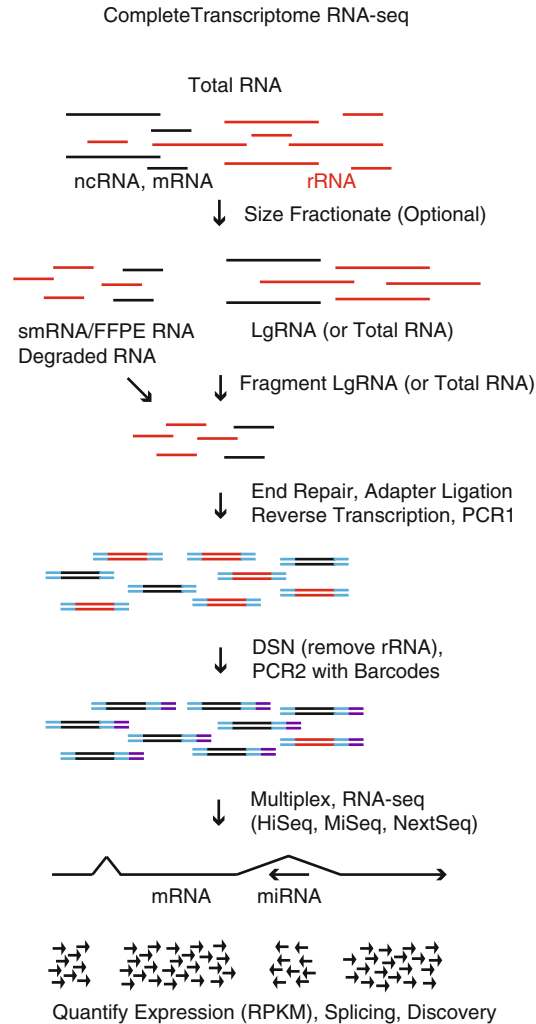 CompleteTranscriptome RNA-seq
Total RNA
ncRNA, mRNA
rRNA
Size Fractionate (Optional)
smRNA/FFPE RNA
Degraded RNA
LgRNA (or Total RNA)
Fragment LgRNA (or Total RNA)
End Repair, Adapter Ligation
Reverse Transcription, PCR1
DSN (remove rRNA),
PCR2 with Barcodes
Multiplex, RNA-seq
(HiSeq, MiSeq, NextSeq)
mRNA
miRNA
Quantify Expression (RPKM), Splicing, Discovery